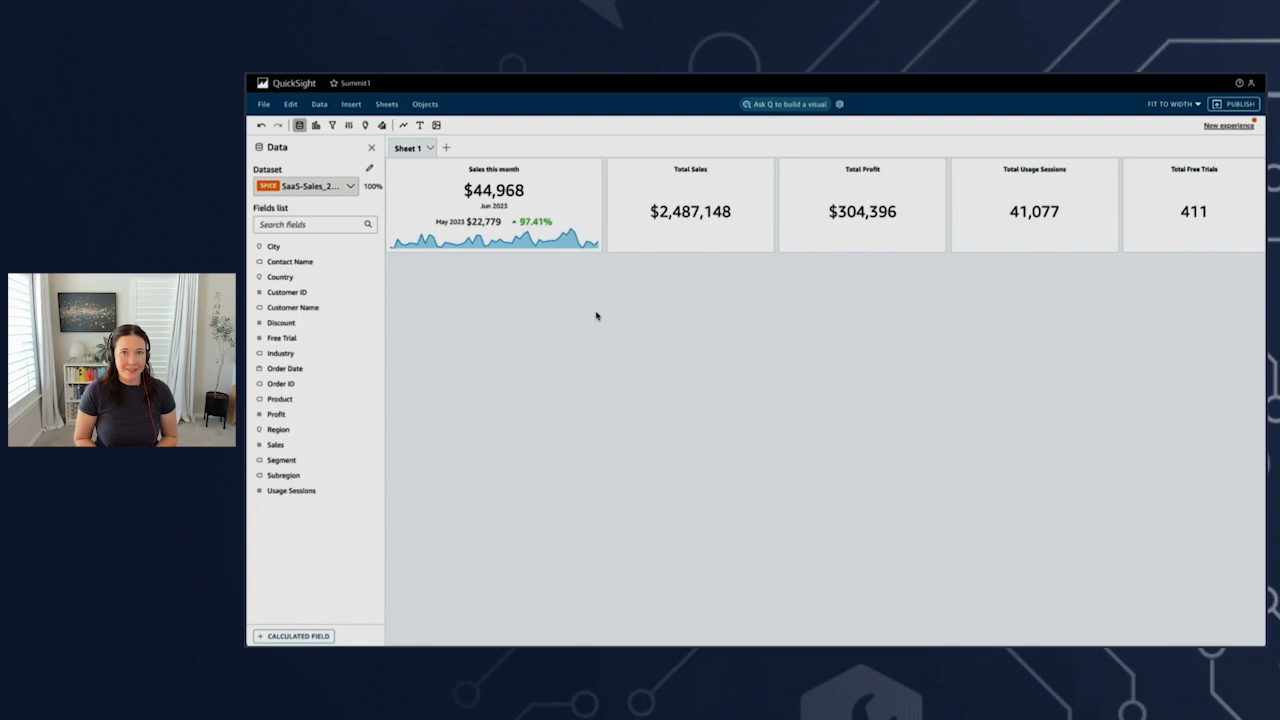 QuickSight Summit1
File Edit Data Insert Sheets Objects Ask Q to build a visual FIT TO WIDTH PUBLISH
New experience
Data
Dataset
SPICE SaaS-Sales_2... 100%
Fields list
Search fields
City
Contact Name
Country
Customer ID
Customer Name
Discount
Free Trial
Industry
Order Date
Order ID
Product
Profit
Region
Sales
Segment
Subregion
Usage Sessions
+ CALCULATED FIELD
Sheet 1
Sales this month
$44,968
Jun 2023
May 2023 $22,779 97.41%
Total Sales
$2,487,148
Total Profit
$304,396
Total Usage Sessions
41,077
Total Free Trials
411